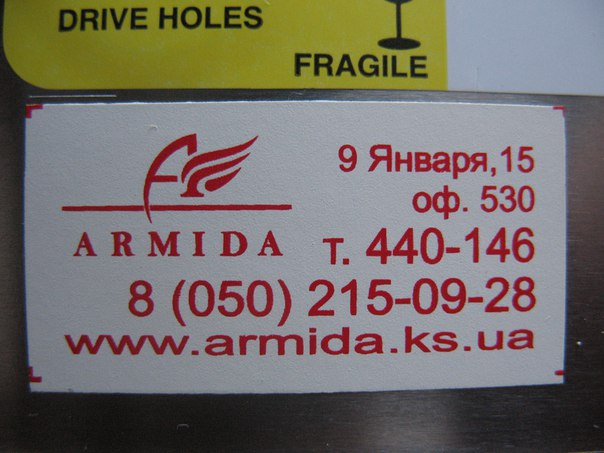 DRIVE HOLES
FRAGILE
ARMIDA
9 Января,15
оф. 530
т. 440-146
8 (050) 215-09-28
www.armida.ks.ua